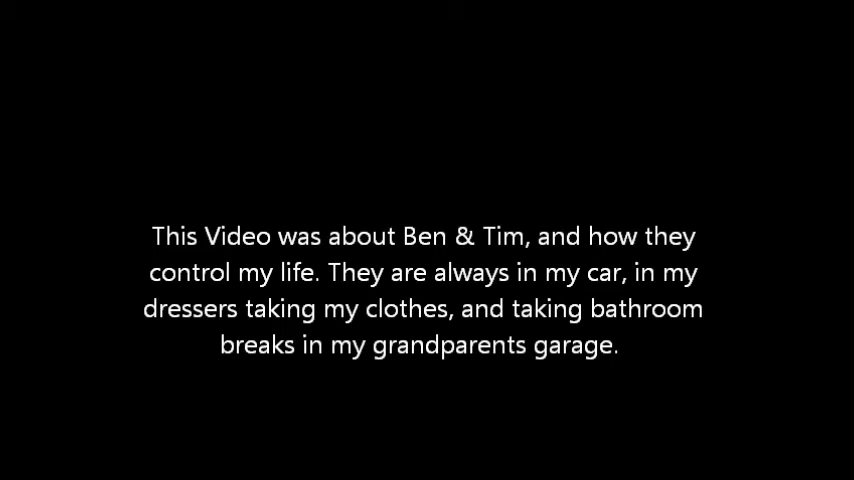 This Video was about Ben & Tim, and how they
control my life. They are always in my car, in my
dressers taking my clothes, and taking bathroom
breaks in my grandparents garage.